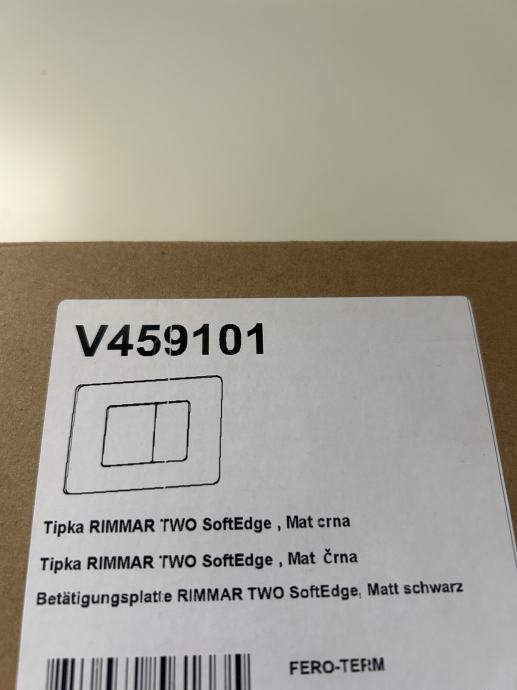 V459101
Tipka RIMMAR TWO SoftEdge , Mat crna
Tipka RIMMAR TWO SoftEdge , Mat Črna
Betätigungsplatte RIMMAR TWO SoftEdge, Matt schwarz
FERO-TERM